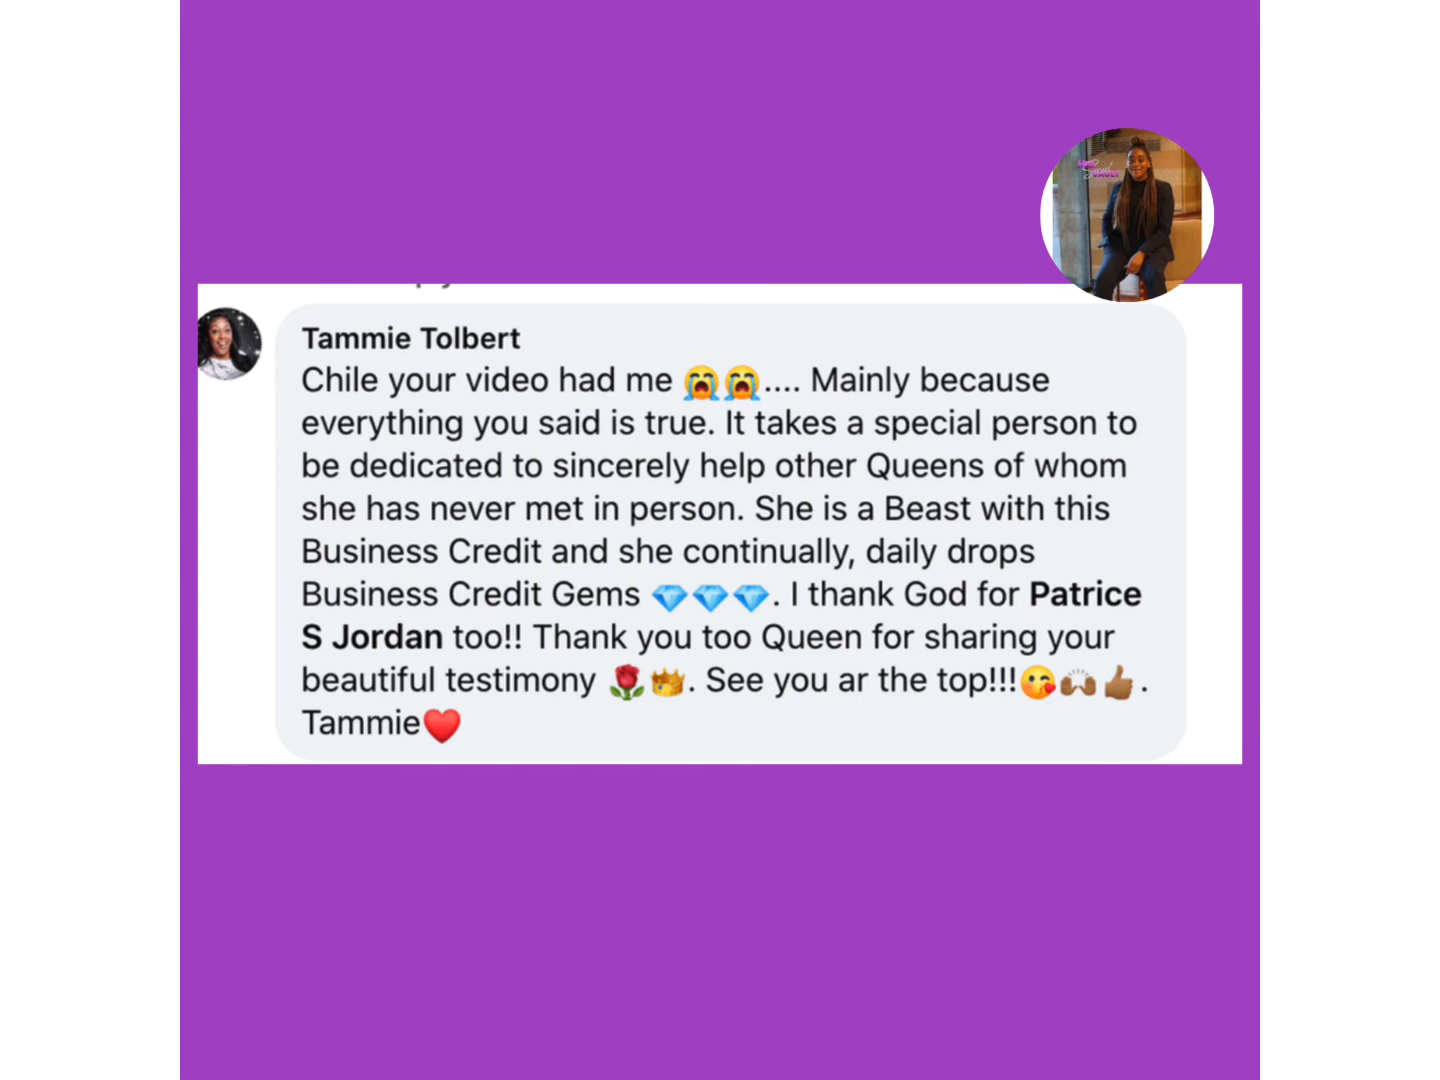 Tammie Tolbert
Chile your video had me 😭😭.... Mainly because
everything you said is true. It takes a special person to
be dedicated to sincerely help other Queens of whom
she has never met in person. She is a Beast with this
Business Credit and she continually, daily drops
Business Credit Gems 💎💎💎. I thank God for Patrice
S Jordan too!! Thank you too Queen for sharing your
beautiful testimony 🌹👑. See you ar the top!!!😘🙌🏾👍🏾.
Tammie❤️